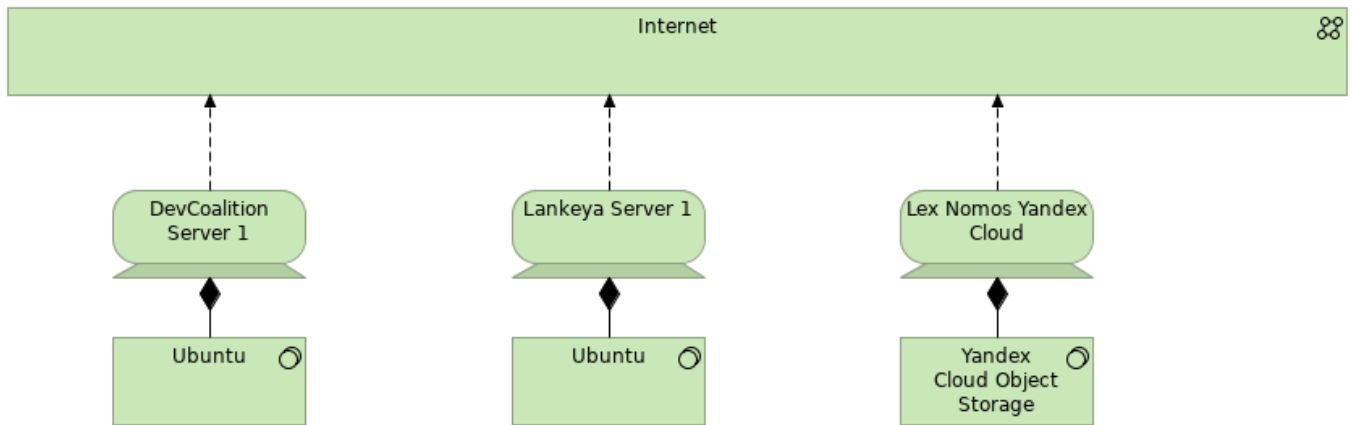 Internet
DevCoalition
Server 1
Lankeya Server 1
Lex Nomos Yandex
Cloud
Ubuntu
Ubuntu
Yandex
Cloud Object
Storage